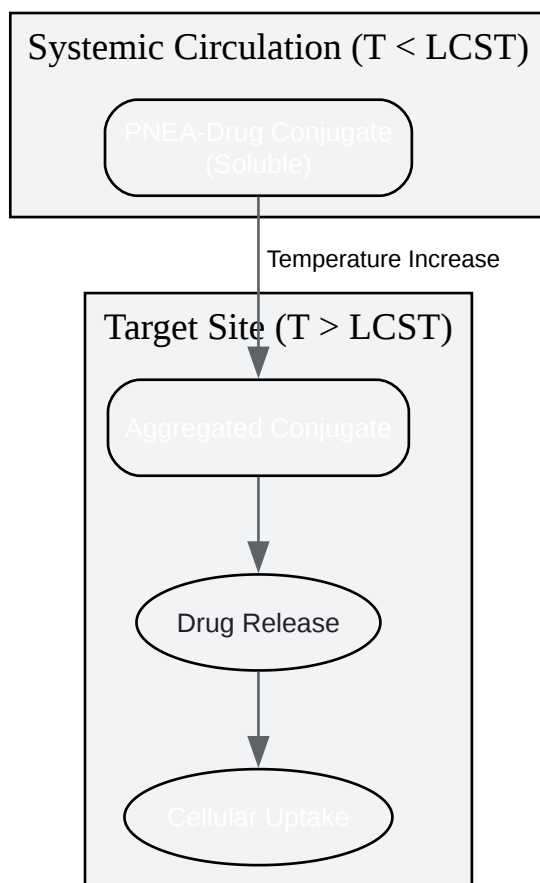 Systemic Circulation (T < LCST)
PNEA-Drug Conjugate
(Soluble)
Temperature Increase
Target Site (T > LCST)
Aggregated Conjugate
Drug Release
Cellular Uptake